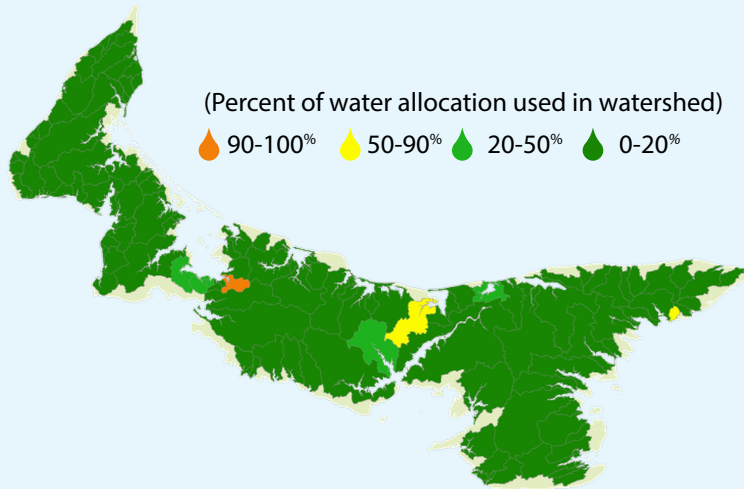 (Percent of water allocation used in watershed)
90-100% 50-90% 20-50% 0-20%